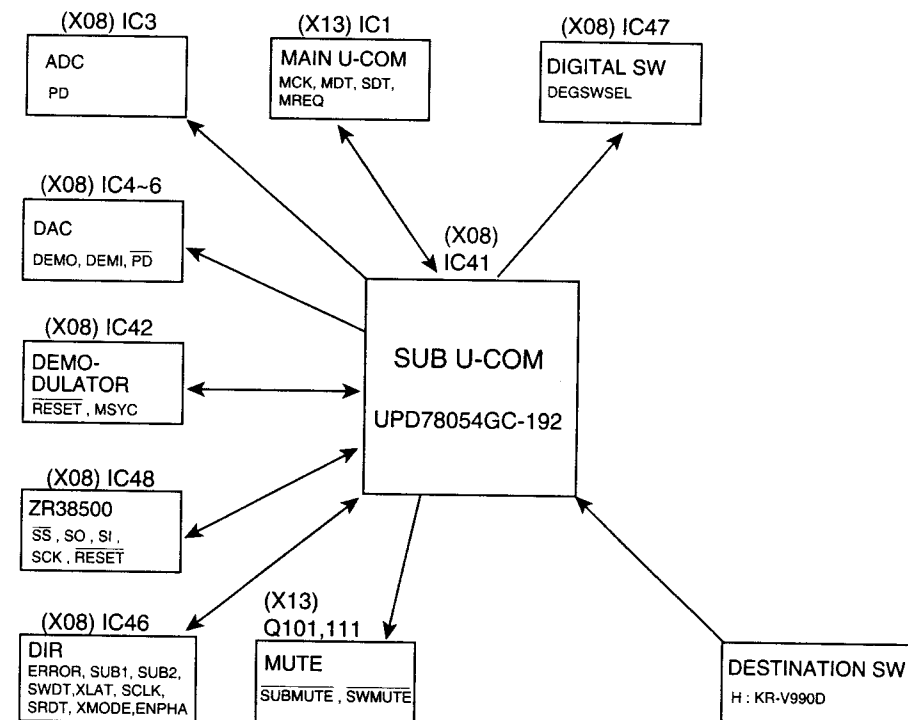 (X08) IC3
ADC
PD
(X13) IC1
MAIN U-COM
MCK, MDT, SDT,
MREQ
(X08) IC47
DIGITAL SW
DEGSWSEL
(X08) IC4~6
DAC
DEMO, DEMI, PD
(X08)
IC41
SUB U-COM
UPD78054GC-192
(X08) IC42
DEMO-
DULATOR
RESET , MSYC
(X08) IC48
ZR38500
SS , SO , SI ,
SCK , RESET
(X08) IC46
DIR
ERROR, SUB1, SUB2,
SWDT,XLAT, SCLK,
SRDT, XMODE,ENPHA
(X13)
Q101,111
MUTE
SUBMUTE , SWMUTE
DESTINATION SW
H : KR-V990D